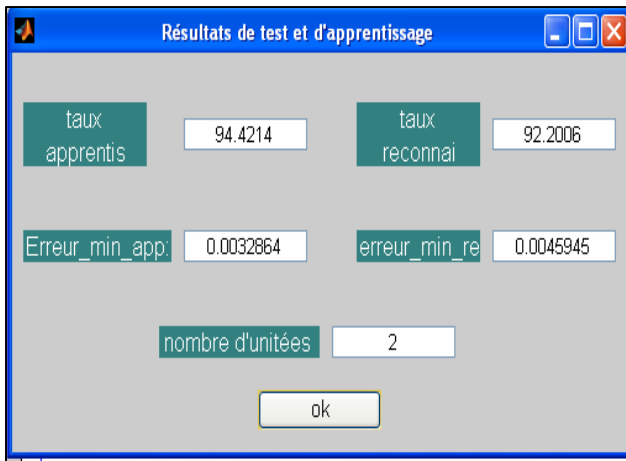 Résultats de test et d'apprentissage
taux
apprentis
94.4214
taux
reconnai
92.2006
Erreur_min_app:
0.0032864
erreur_min_re
0.0045945
nombre d'unitées
2
ok